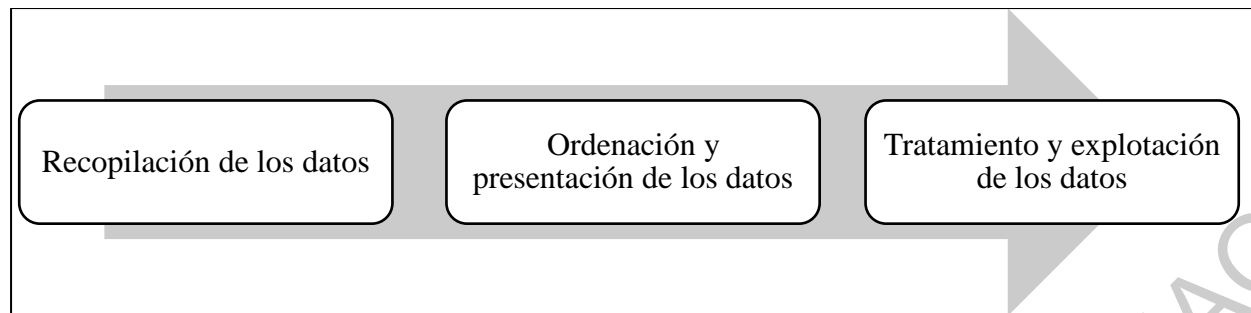 Recopilación de los datos
Ordenación y
presentación de los datos
Tratamiento y explotación
de los datos